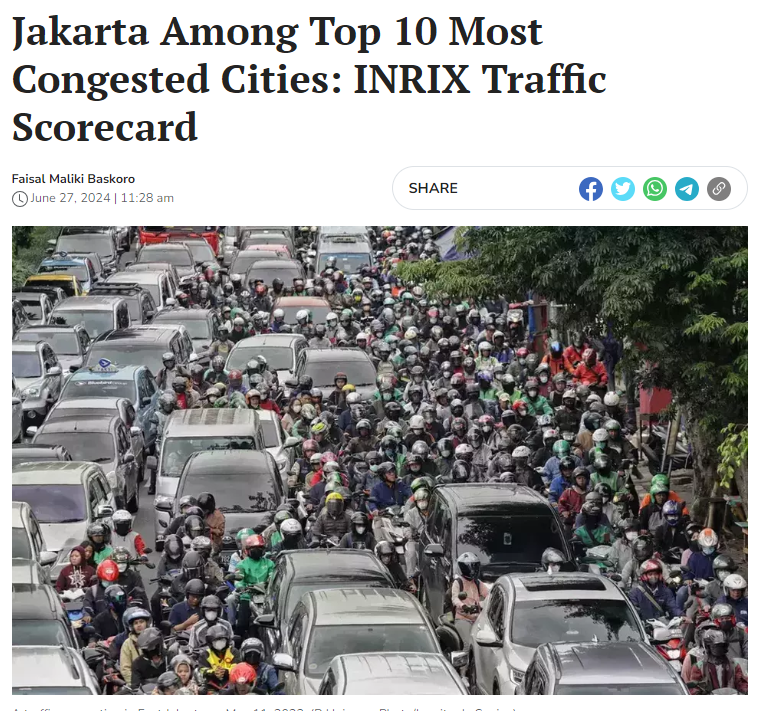 Jakarta Among Top 10 Most
Congested Cities: INRIX Traffic
Scorecard
Faisal Maliki Baskoro
June 27, 2024 | 11:28 am
SHARE